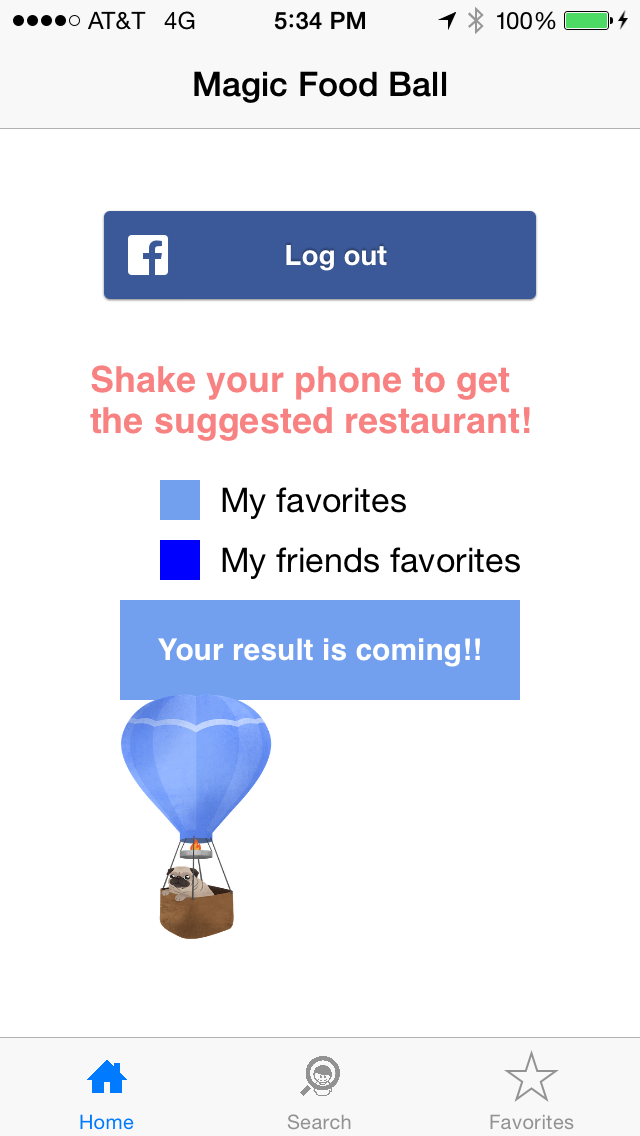 AT&T 4G 5:34 PM 100%
Magic Food Ball
Log out
Shake your phone to get
the suggested restaurant!
My favorites
My friends favorites
Your result is coming!!
Home Search Favorites